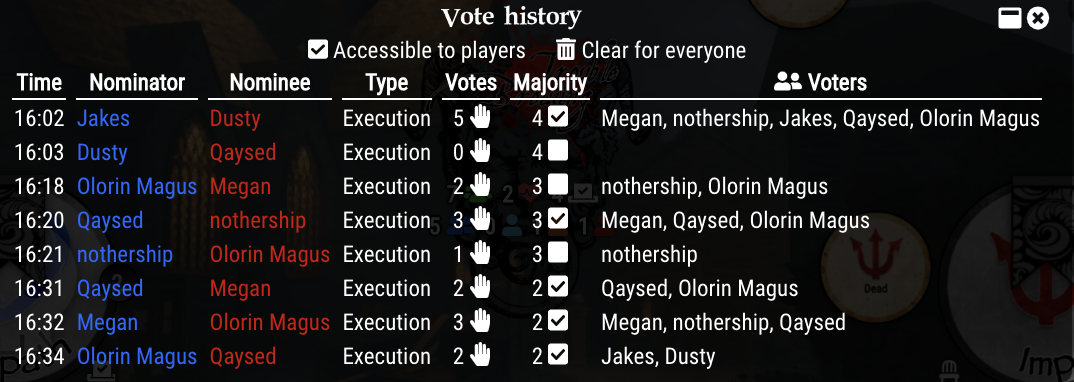 Vote history
Accessible to players Clear for everyone
Time Nominator Nominee Type Votes Majority Voters
16:02 Jakes Dusty Execution 5 4 Megan, nothership, Jakes, Qaysed, Olorin Magus
16:03 Dusty Qaysed Execution 0 4
16:18 Olorin Magus Megan Execution 2 3 nothership, Olorin Magus
16:20 Qaysed nothership Execution 3 3 Megan, Qaysed, Olorin Magus
16:21 nothership Olorin Magus Execution 1 3 nothership
16:31 Qaysed Megan Execution 2 2 Qaysed, Olorin Magus
16:32 Megan Olorin Magus Execution 3 2 Megan, nothership, Qaysed
16:34 Olorin Magus Qaysed Execution 2 2 Jakes, Dusty
Dead
Imp